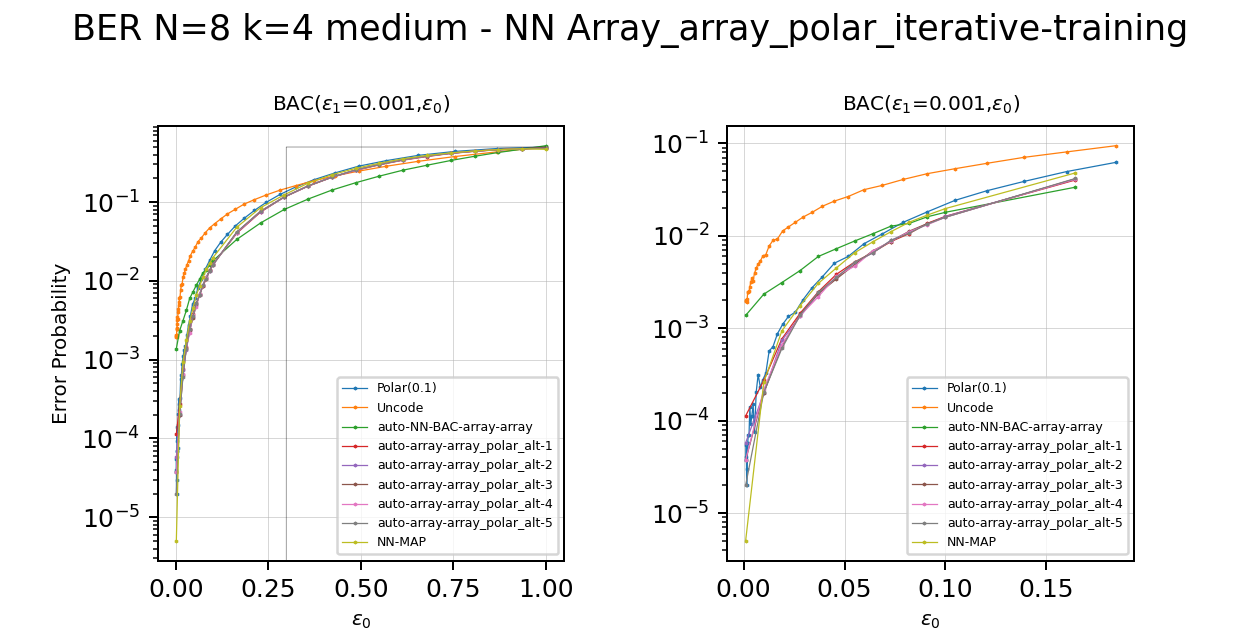 BER N=8 k=4 medium - NN Array_array_polar_iterative-training
BAC(ε₁=0.001,ε₀)
Error Probability
10⁻¹
10⁻²
10⁻³
10⁻⁴
10⁻⁵
0.00 0.25 0.50 0.75 1.00
ε₀
Polar(0.1)
Uncode
auto-NN-BAC-array-array
auto-array-array_polar_alt-1
auto-array-array_polar_alt-2
auto-array-array_polar_alt-3
auto-array-array_polar_alt-4
auto-array-array_polar_alt-5
NN-MAP
BAC(ε₁=0.001,ε₀)
10⁻¹
10⁻²
10⁻³
10⁻⁴
10⁻⁵
0.00 0.05 0.10 0.15
ε₀
Polar(0.1)
Uncode
auto-NN-BAC-array-array
auto-array-array_polar_alt-1
auto-array-array_polar_alt-2
auto-array-array_polar_alt-3
auto-array-array_polar_alt-4
auto-array-array_polar_alt-5
NN-MAP